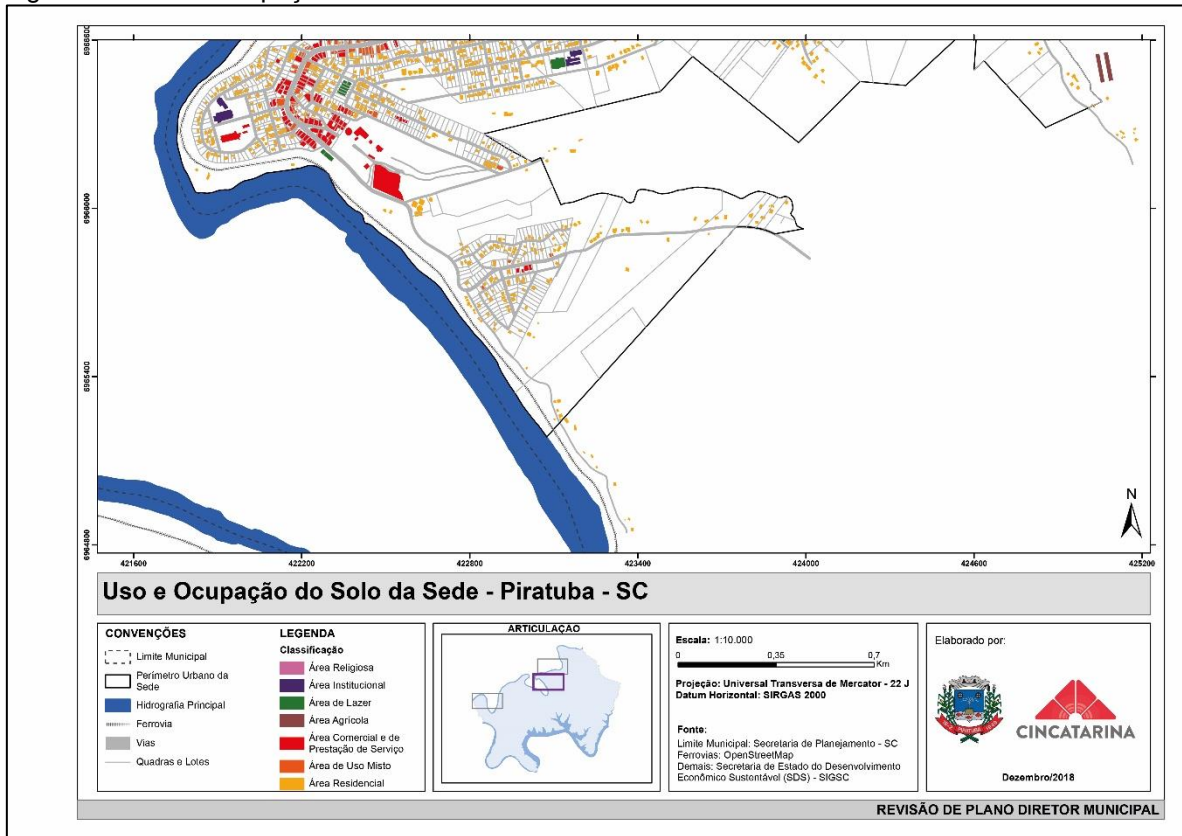 6966600
6966000
6965400
6964800
421600
422200
422800
423400
424000
424600
425200
N
Uso e Ocupação do Solo da Sede - Piratuba - SC
CONVENÇÕES
Limite Municipal
Perímetro Urbano da
Sede
Hidrografia Principal
Ferrovia
Vias
Quadras e Lotes
LEGENDA
Classificação
Área Religiosa
Área Institucional
Área de Lazer
Área Agrícola
Área Comercial e de
Prestação de Serviço
Área de Uso Misto
Área Residencial
ARTICULAÇÃO
Escala: 1:10.000
0 0,35 0,7
Km
Projeção: Universal Transversa de Mercator - 22 J
Datum Horizontal: SIRGAS 2000
Fonte:
Limite Municipal: Secretaria de Planejamento - SC
Ferrovias: OpenStreetMap
Demais: Secretaria de Estado do Desenvolvimento
Econômico Sustentável (SDS) - SIGSC
Elaborado por:
PIRATUBA
CINCATARINA
Dezembro/2018
REVISÃO DE PLANO DIRETOR MUNICIPAL